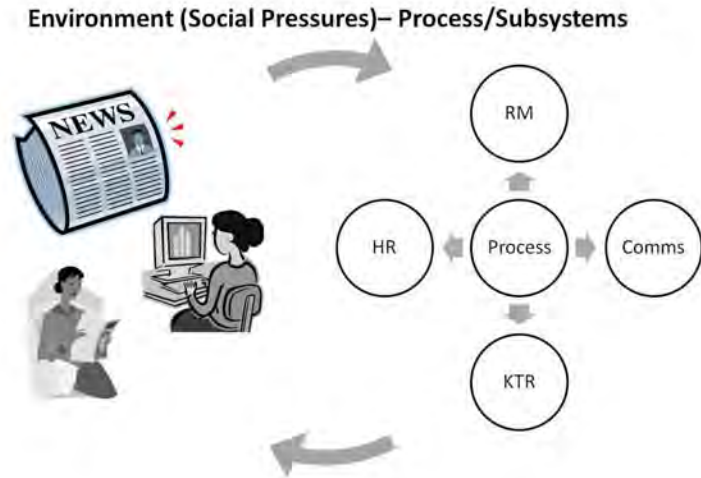 Environment (Social Pressures)– Process/Subsystems
NEWS
RM
HR
Process
Comms
KTR